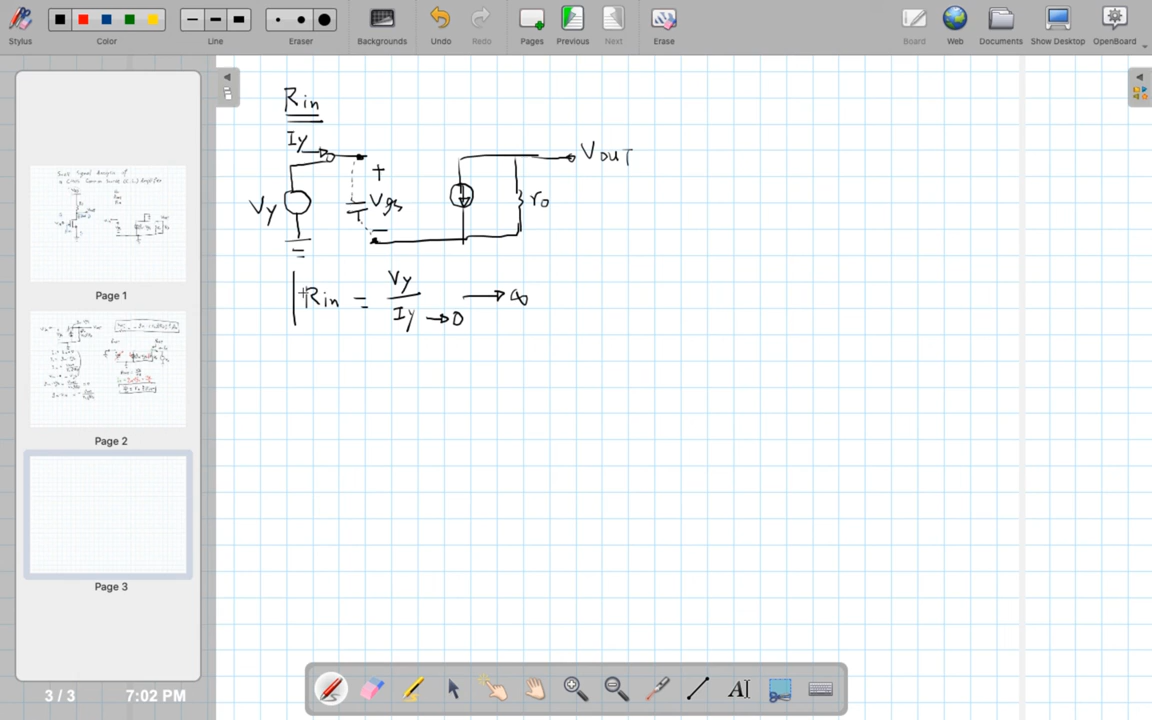 Stylus
Color
Line
Eraser
Backgrounds
Undo
Redo
Pages
Previous
Next
Erase
Board
Web
Documents
Show Desktop
OpenBoard
Page 1
Page 2
Page 3
3 / 3
7:02 PM
Rin
Iy
Vy
+
Vgs
−
VOUT
ro
Rin = Vy / Iy → 0 → ∞